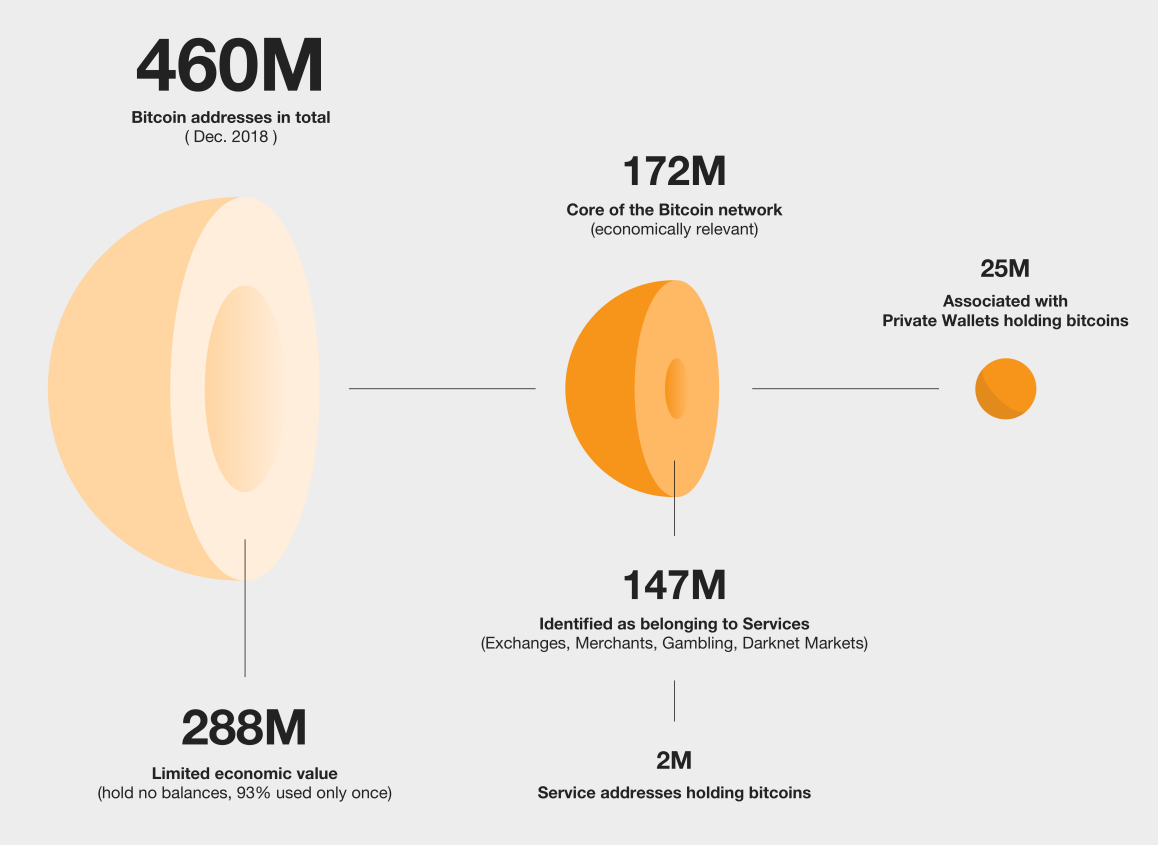 460M
Bitcoin addresses in total
( Dec. 2018 )
172M
Core of the Bitcoin network
(economically relevant)
25M
Associated with
Private Wallets holding bitcoins
147M
Identified as belonging to Services
(Exchanges, Merchants, Gambling, Darknet Markets)
288M
Limited economic value
(hold no balances, 93% used only once)
2M
Service addresses holding bitcoins